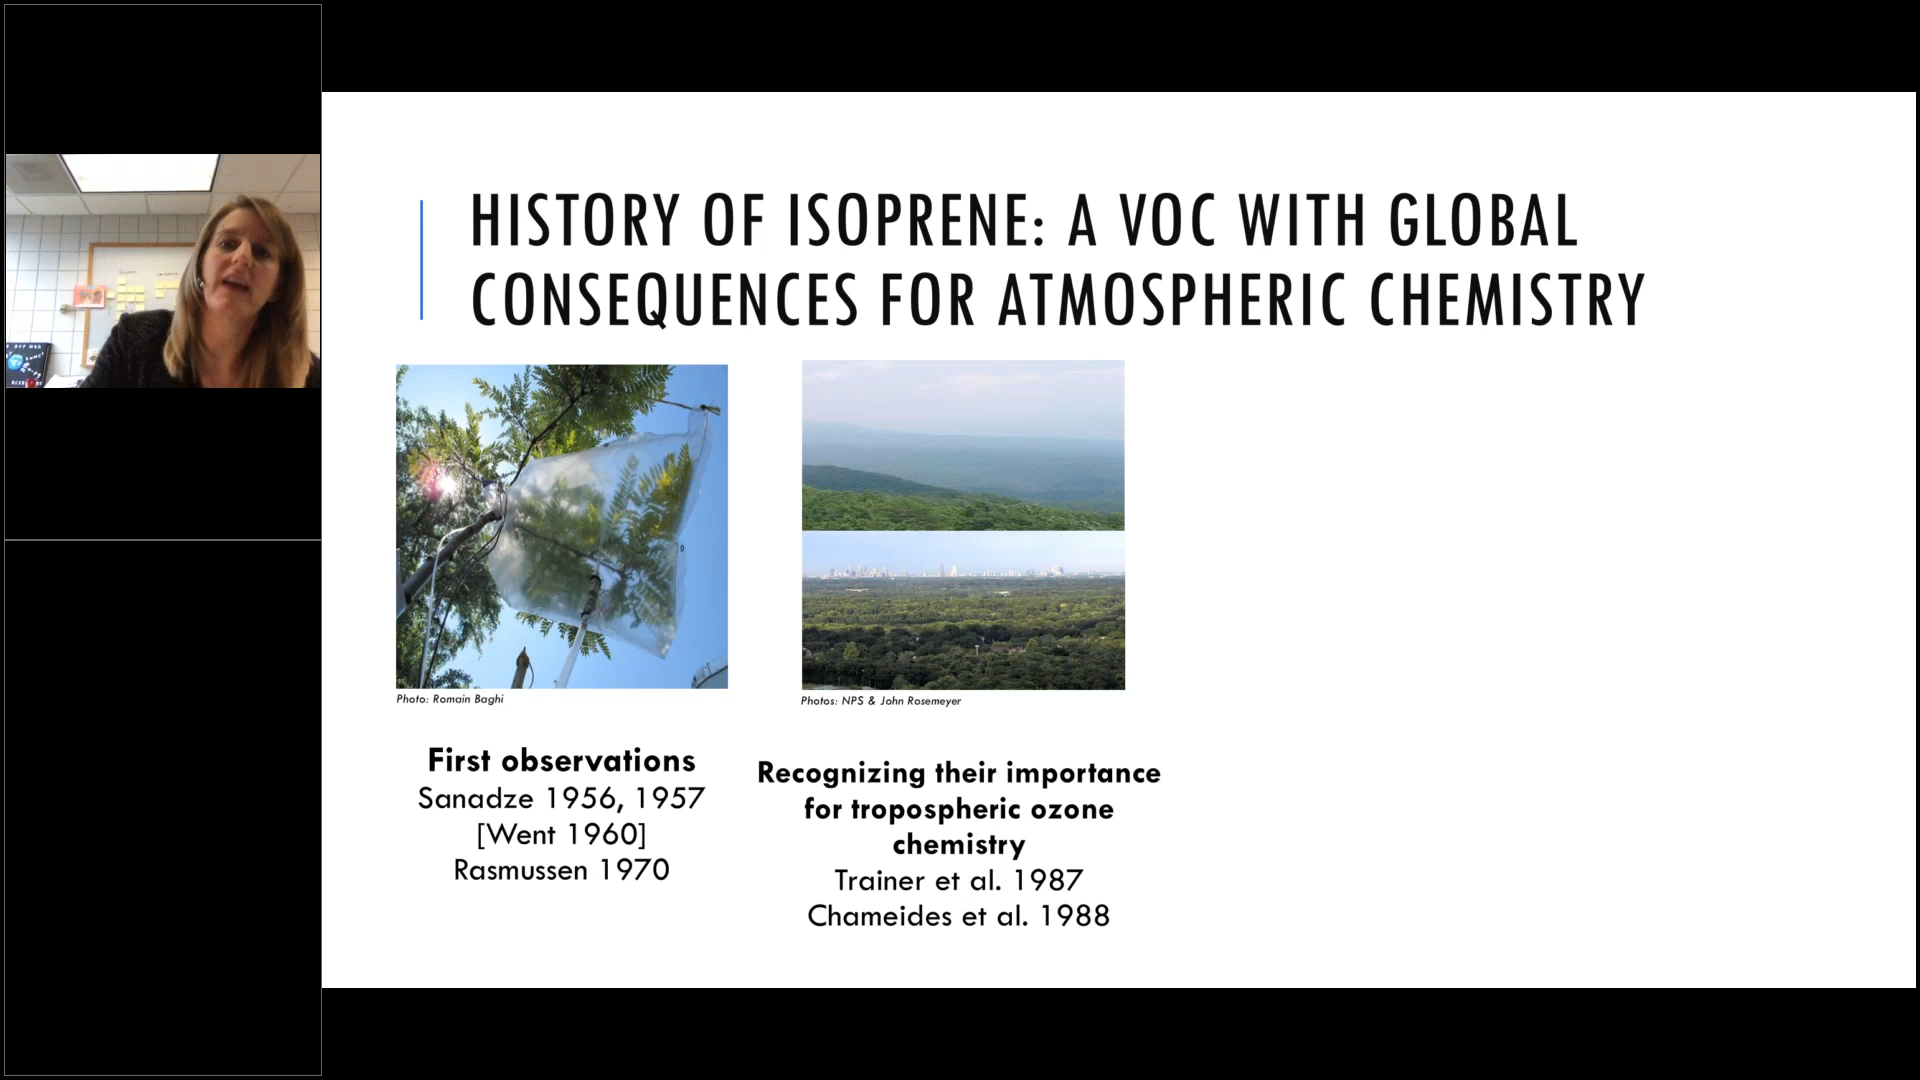 HISTORY OF ISOPRENE: A VOC WITH GLOBAL
CONSEQUENCES FOR ATMOSPHERIC CHEMISTRY
Photo: Romain Baghi
Photos: NPS & John Rosemeyer
First observations
Sanadze 1956, 1957
[Went 1960]
Rasmussen 1970
Recognizing their importance
for tropospheric ozone
chemistry
Trainer et al. 1987
Chameides et al. 1988